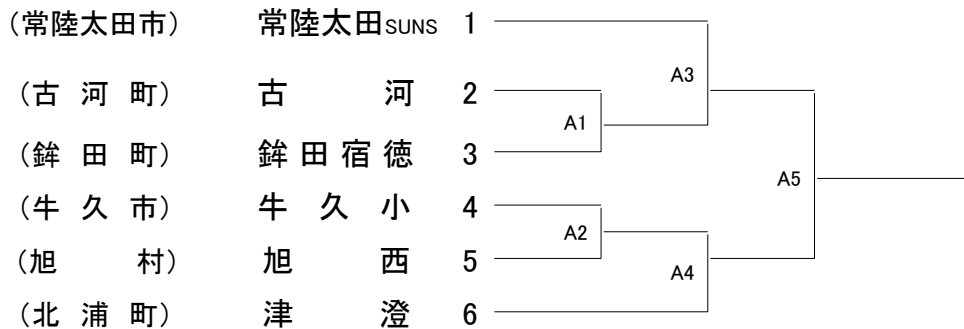 （常陸太田市） 常陸太田SUNS 1
A3
（古河町） 古河 2
A1
（鉾田町） 鉾田宿徳 3
A5
（牛久市） 牛久小 4
A2
（旭村） 旭西 5
A4
（北浦町） 津澄 6